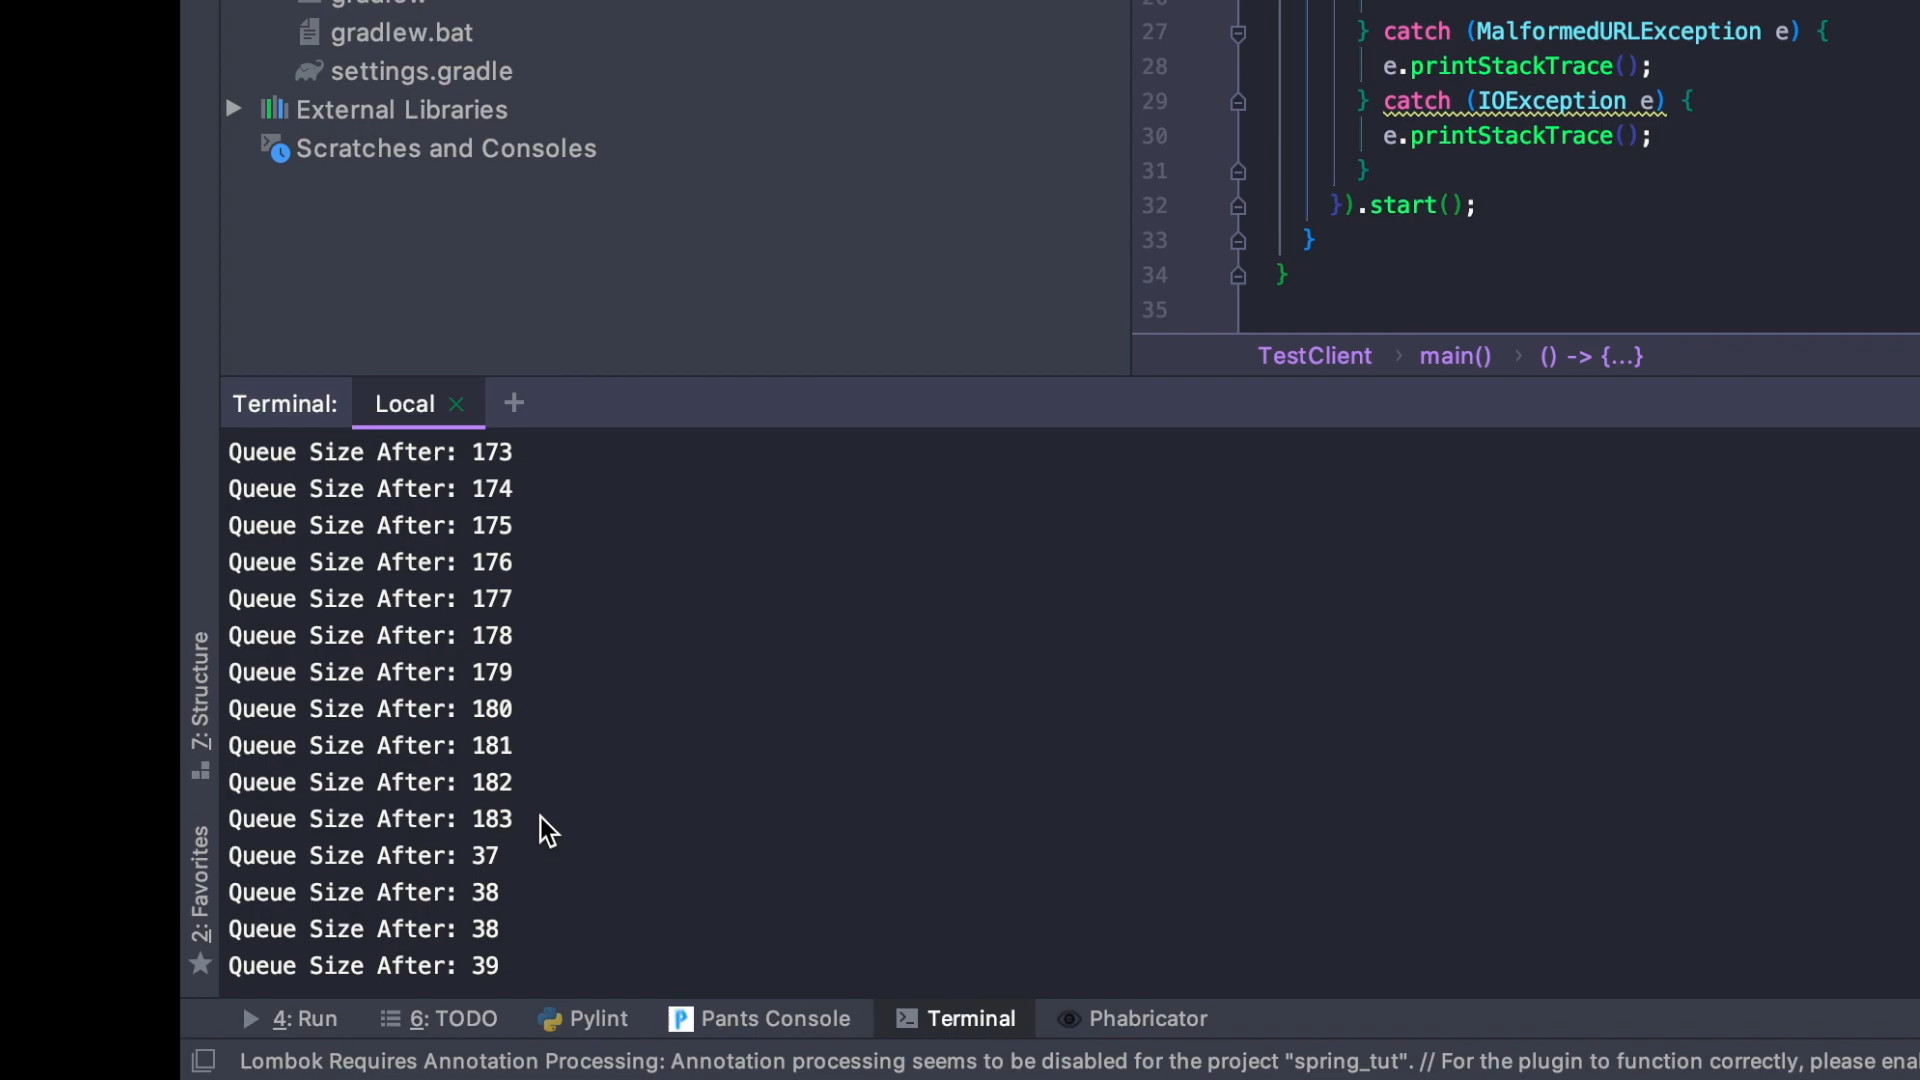 gradlew
gradlew.bat
settings.gradle
External Libraries
Scratches and Consoles
26
27 } catch (MalformedURLException e) {
28 e.printStackTrace();
29 } catch (IOException e) {
30 e.printStackTrace();
31 }
32 }).start();
33 }
34 }
35
TestClient › main() › () -> {...}
Terminal: Local × +
Queue Size After: 173
Queue Size After: 174
Queue Size After: 175
Queue Size After: 176
Queue Size After: 177
Queue Size After: 178
Queue Size After: 179
Queue Size After: 180
Queue Size After: 181
Queue Size After: 182
Queue Size After: 183
Queue Size After: 37
Queue Size After: 38
Queue Size After: 38
Queue Size After: 39
7: Structure
2: Favorites
4: Run 6: TODO Pylint Pants Console Terminal Phabricator
Lombok Requires Annotation Processing: Annotation processing seems to be disabled for the project "spring_tut". // For the plugin to function correctly, please ena